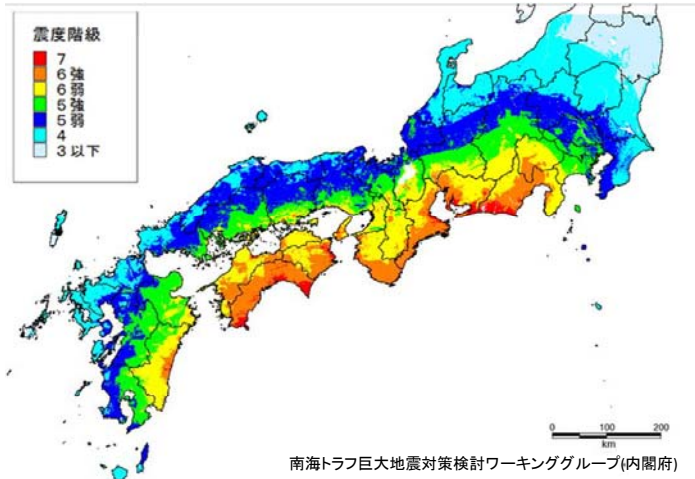 震度階級
7
6強
6弱
5強
5弱
4
3以下
0 100 200
km
南海トラフ巨大地震対策検討ワーキンググループ(内閣府)